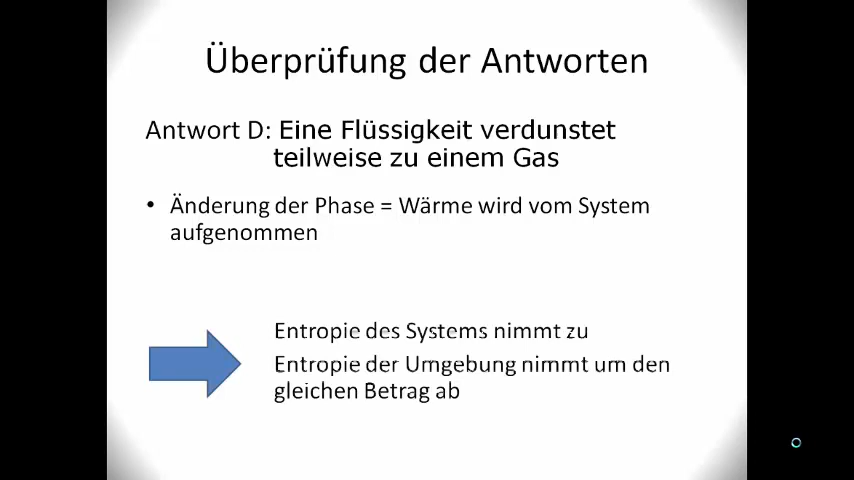 Überprüfung der Antworten
Antwort D: Eine Flüssigkeit verdunstet
teilweise zu einem Gas
• Änderung der Phase = Wärme wird vom System
aufgenommen
Entropie des Systems nimmt zu
Entropie der Umgebung nimmt um den
gleichen Betrag ab